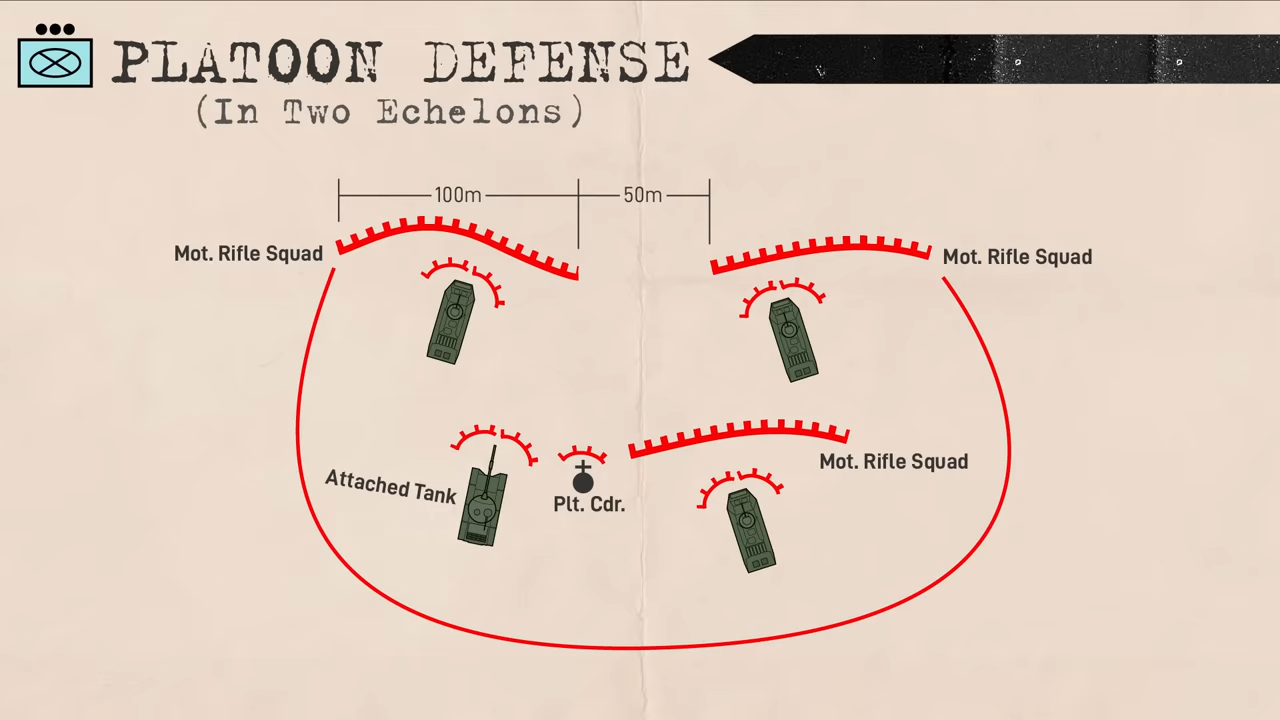 PLATOON DEFENSE
(In Two Echelons)
100m
50m
Mot. Rifle Squad
Mot. Rifle Squad
Mot. Rifle Squad
Attached Tank
Plt. Cdr.